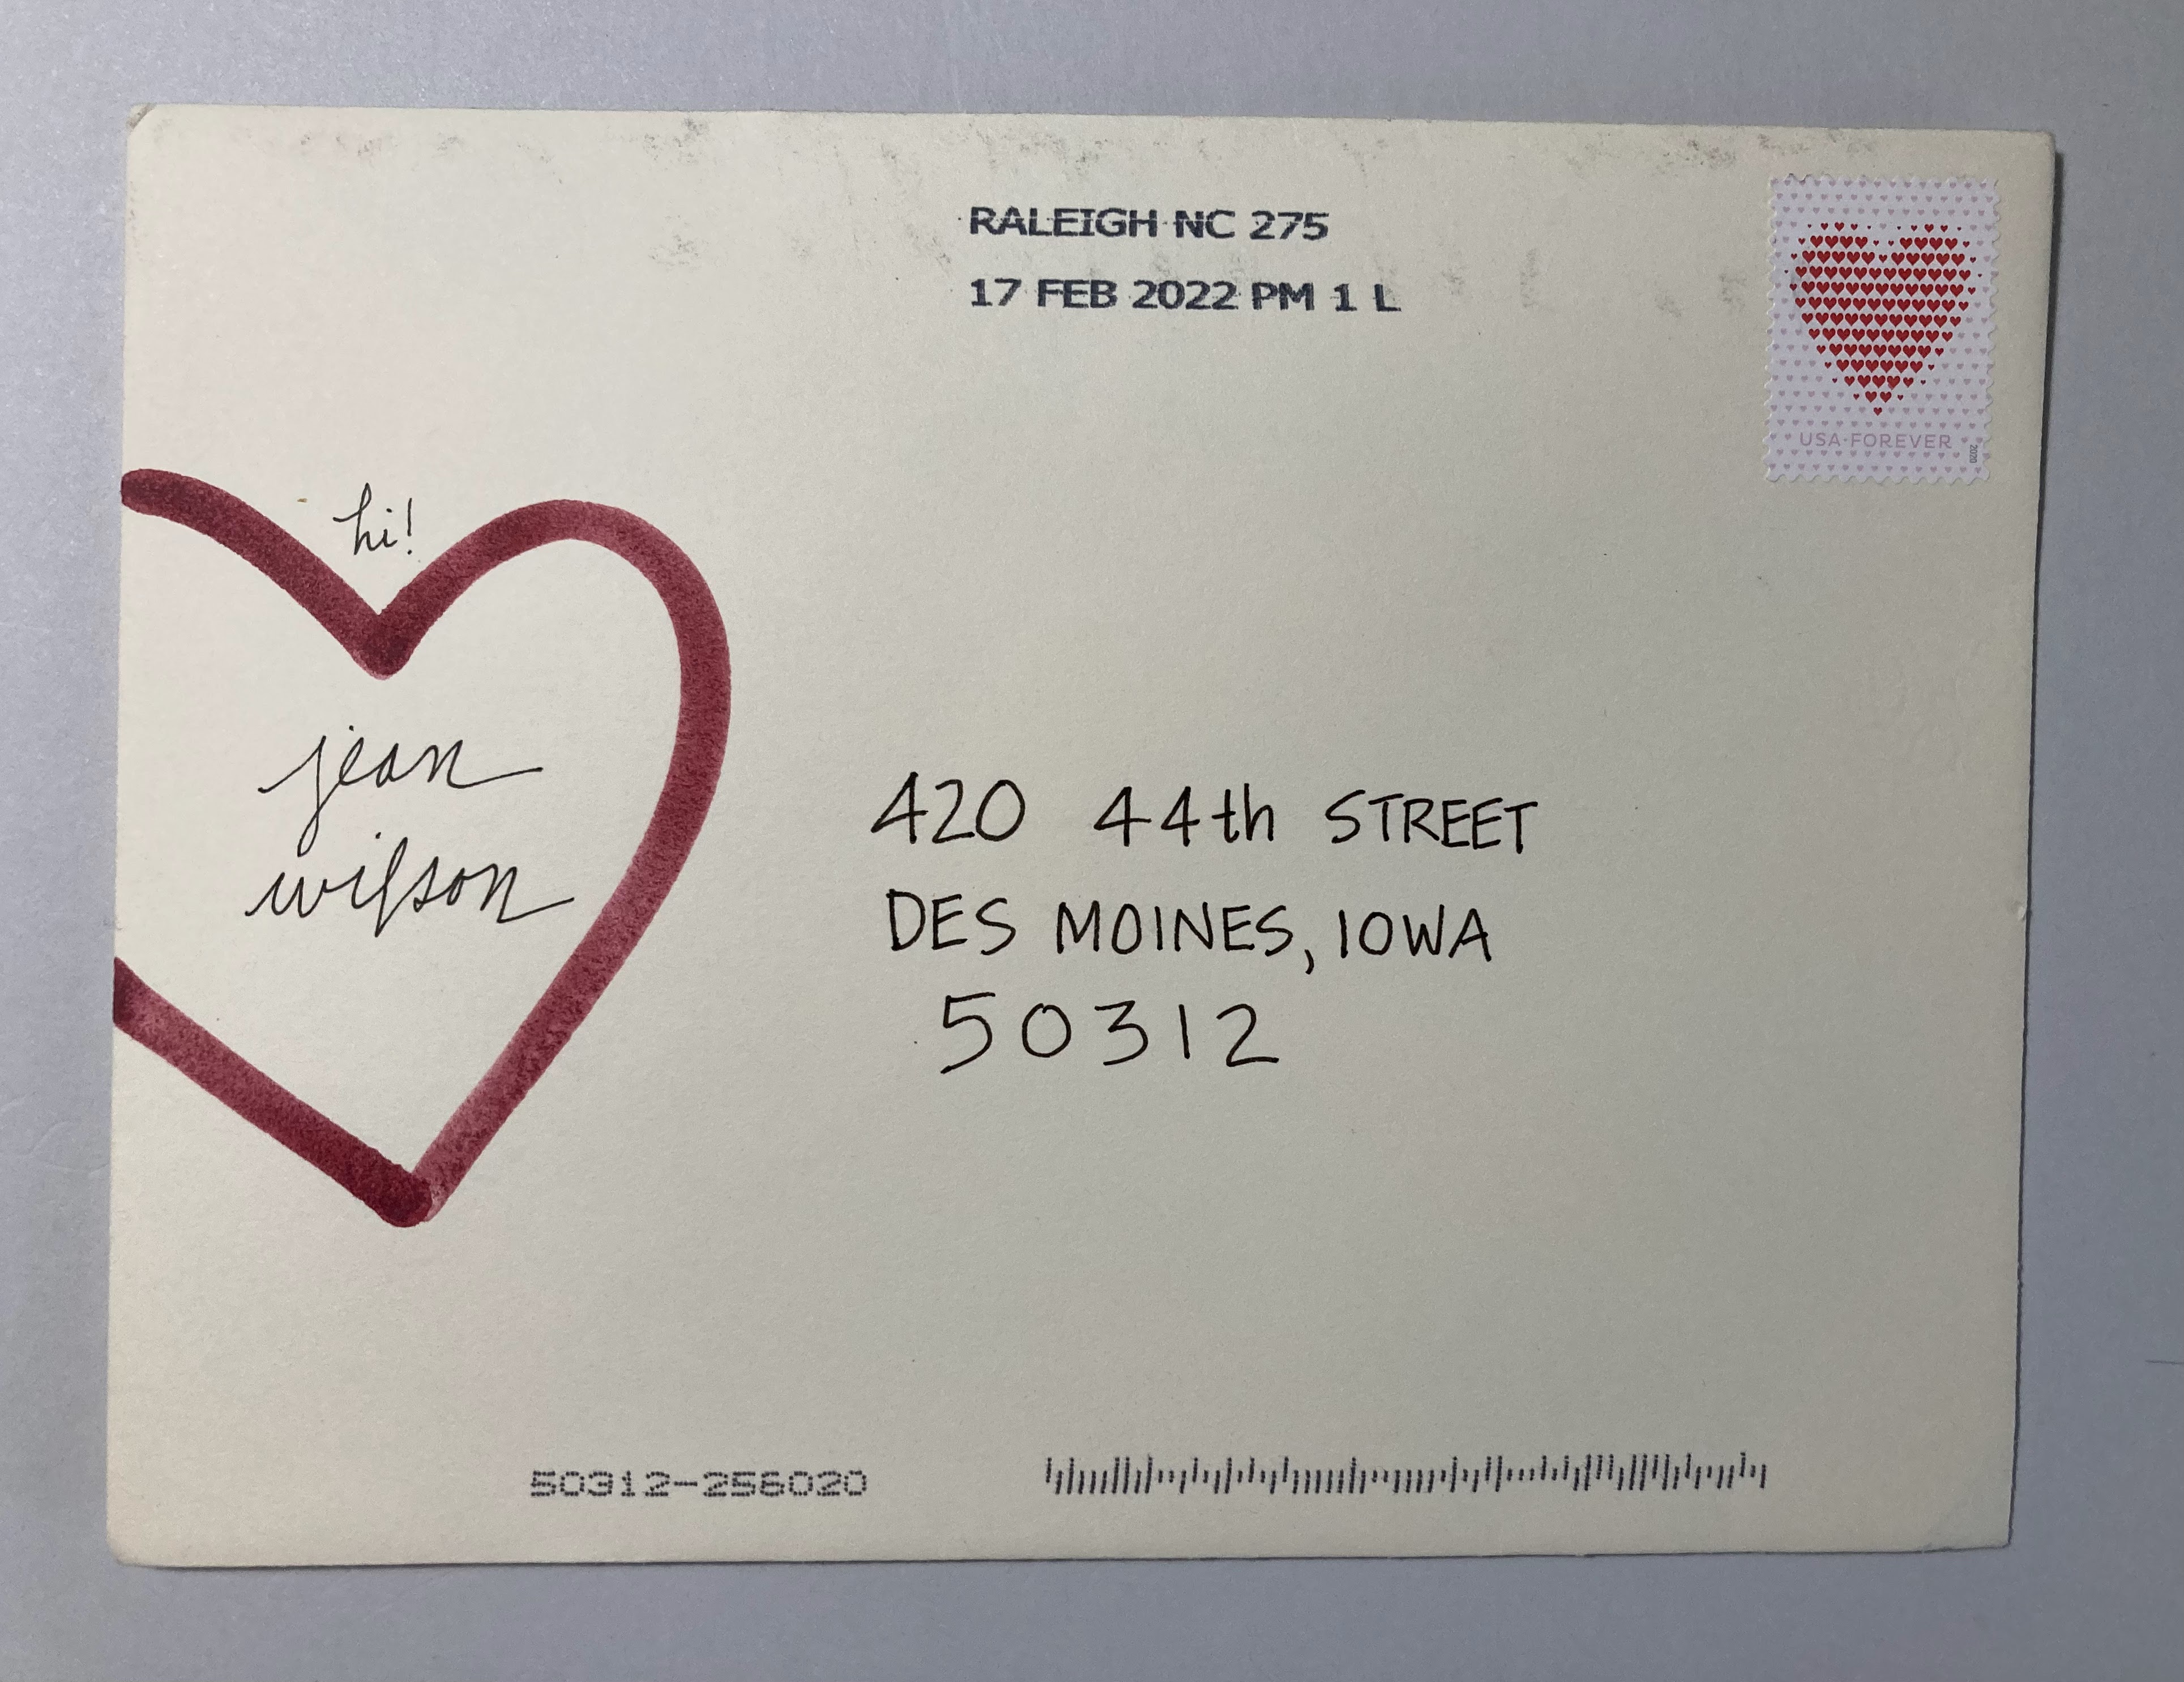 RALEIGH NC 275
17 FEB 2022 PM 1 L
USA FOREVER
2020
hi!
jean
wilson
420 44th STREET
DES MOINES, IOWA
50312
50312-256020